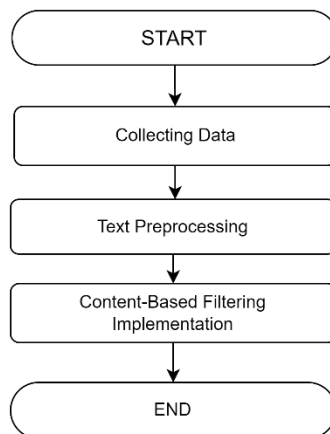 START
Collecting Data
Text Preprocessing
Content-Based Filtering
Implementation
END